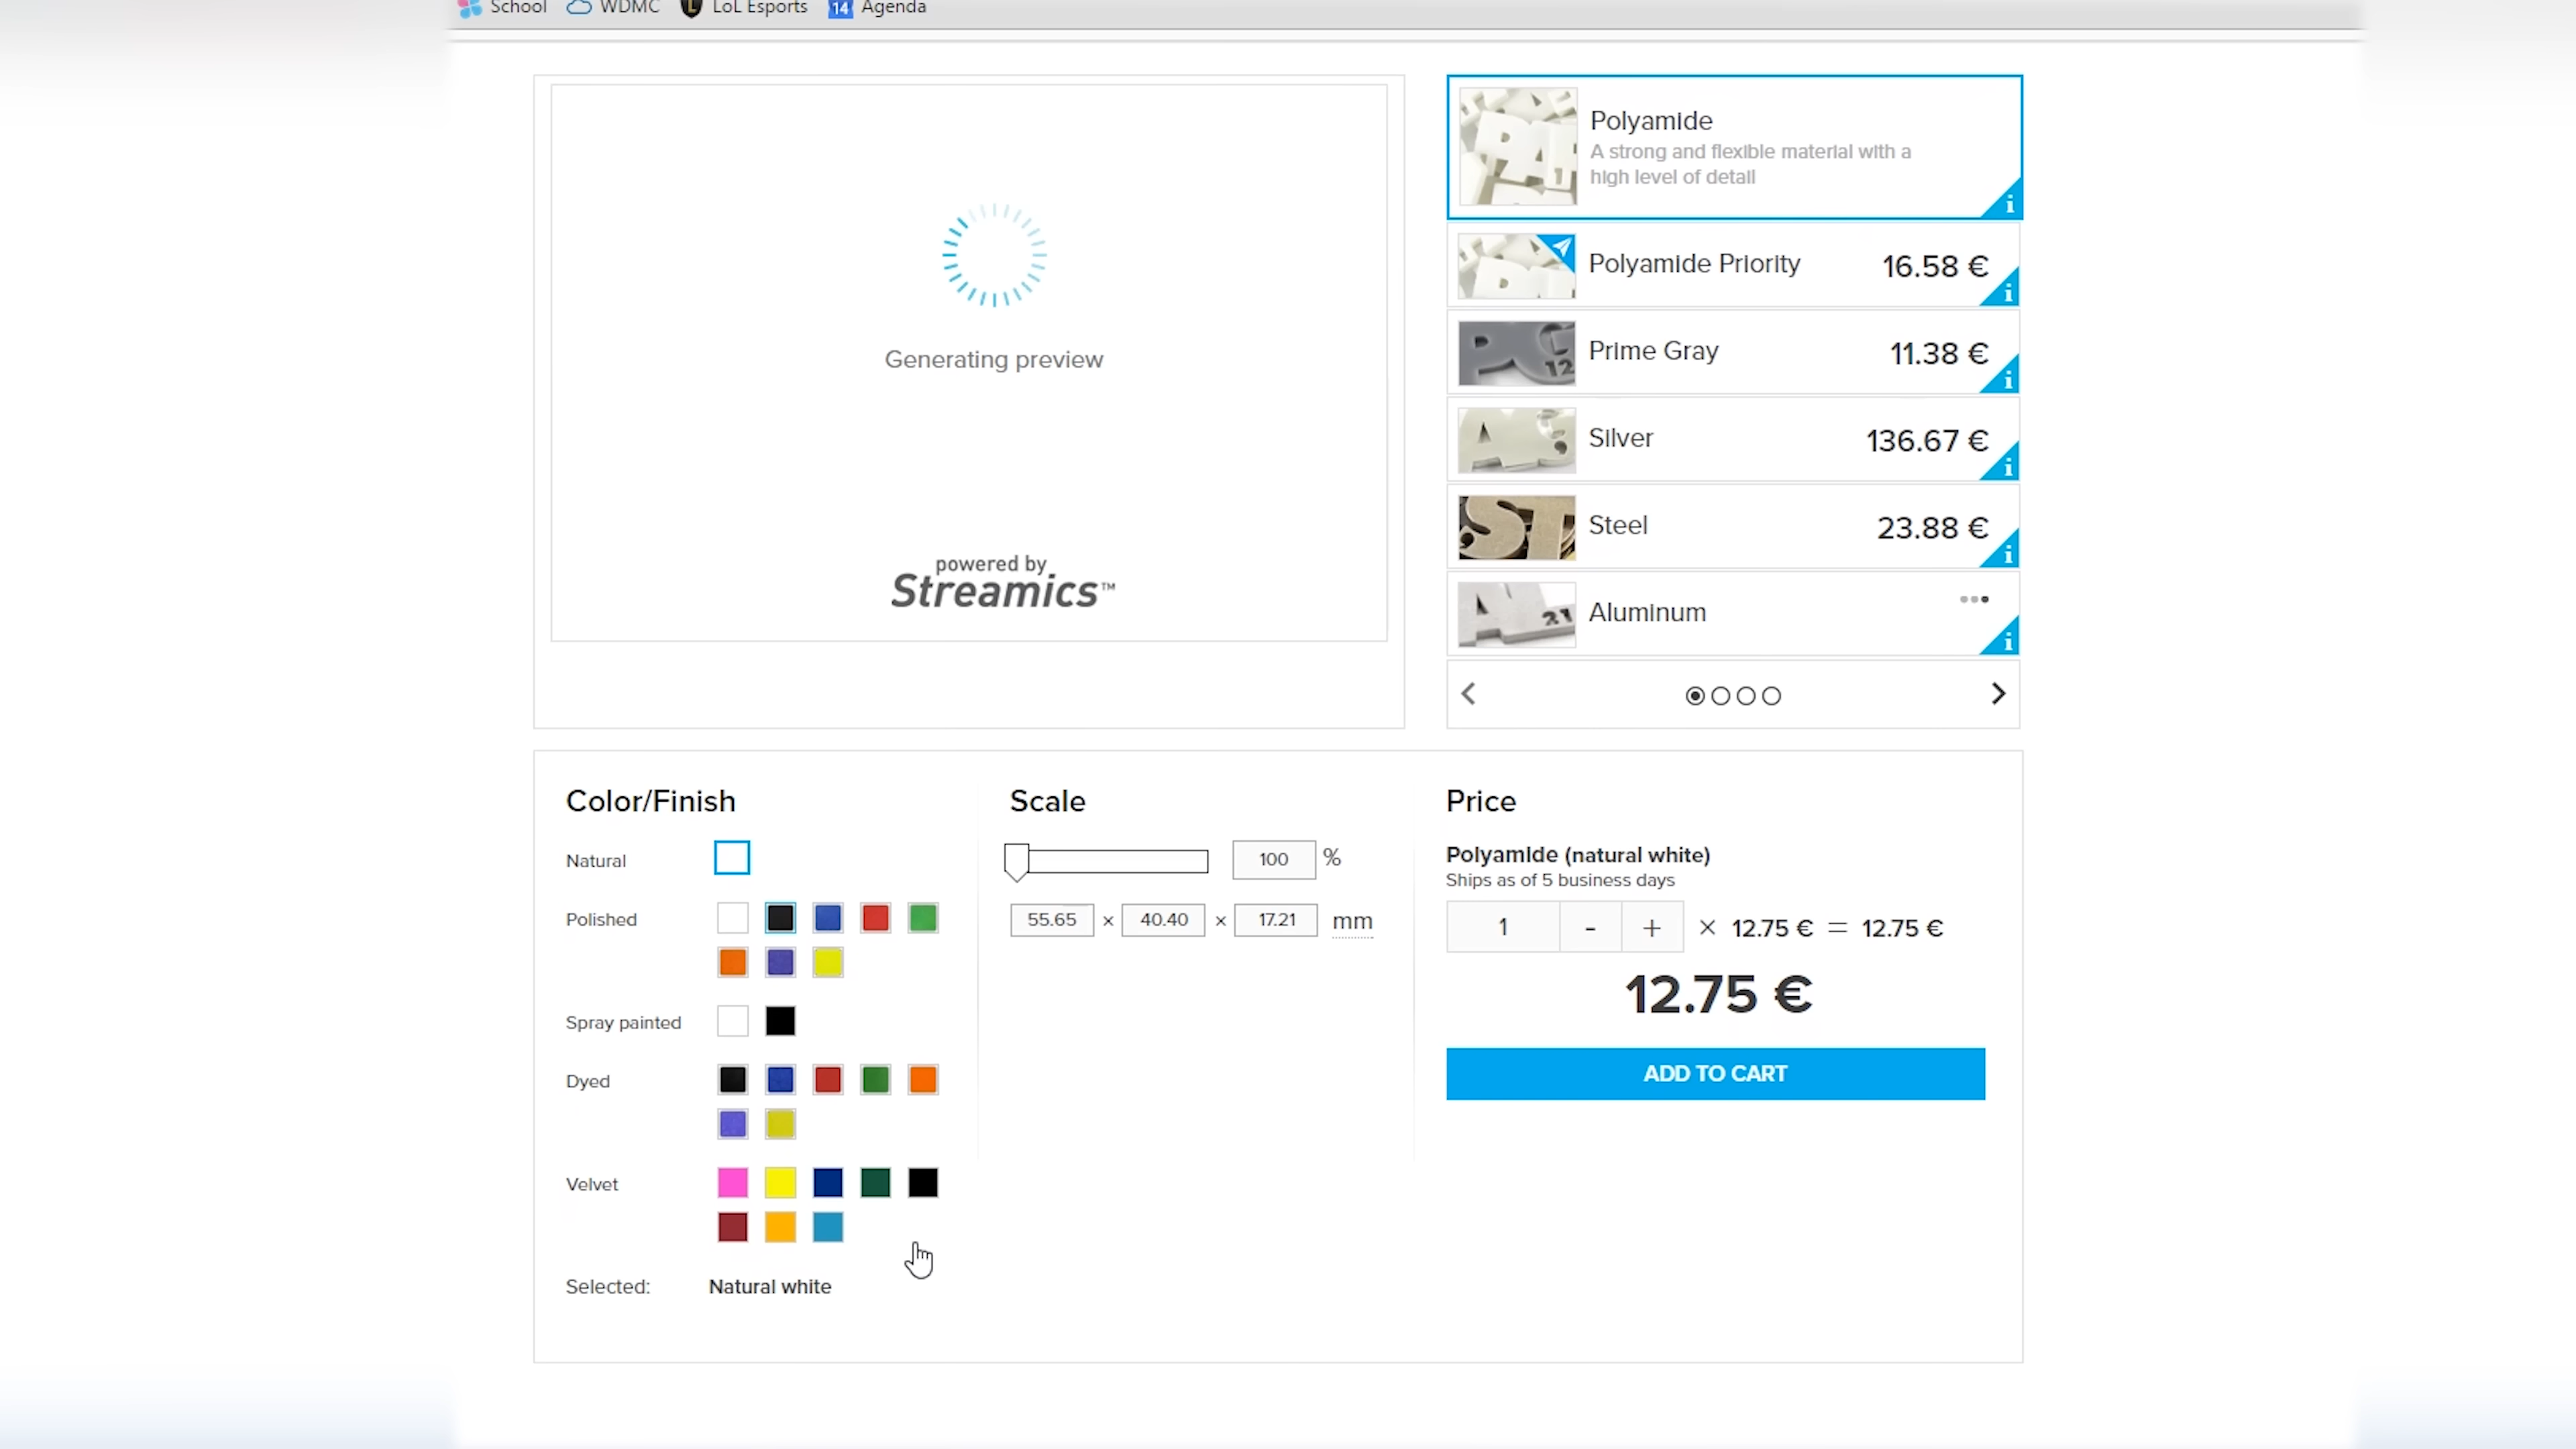 School WDMC LoL Esports 14 Agenda
Generating preview
powered by
Streamics™
Polyamide
A strong and flexible material with a
high level of detail
Polyamide Priority 16.58 €
Prime Gray 11.38 €
Silver 136.67 €
Steel 23.88 €
Aluminum
Color/Finish
Natural
Polished
Spray painted
Dyed
Velvet
Selected: Natural white
Scale
100 %
55.65 × 40.40 × 17.21 mm
Price
Polyamide (natural white)
Ships as of 5 business days
1 - + × 12.75 € = 12.75 €
12.75 €
ADD TO CART